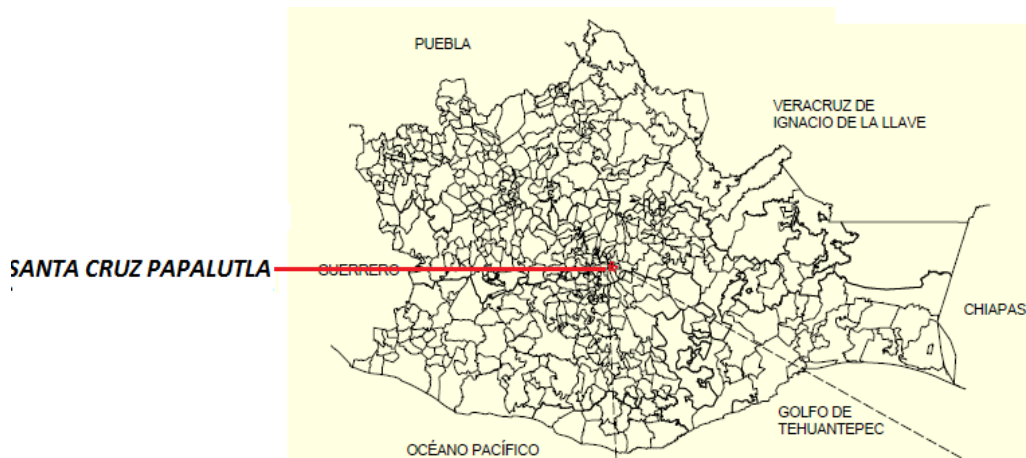 PUEBLA
VERACRUZ DE
IGNACIO DE LA LLAVE
SANTA CRUZ PAPALUTLA
GUERRERO
CHIAPAS
GOLFO DE
TEHUANTEPEC
OCÉANO PACÍFICO